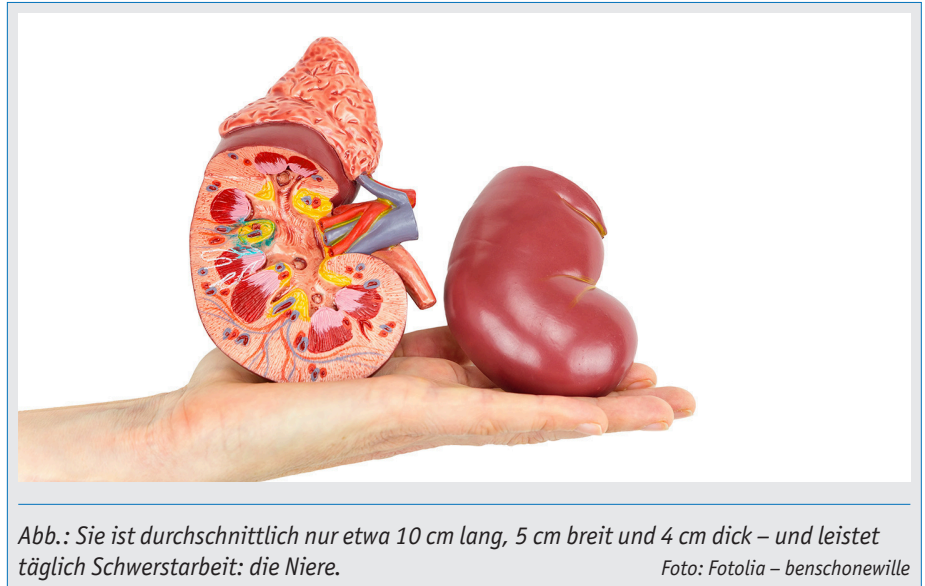 Abb.: Sie ist durchschnittlich nur etwa 10 cm lang, 5 cm breit und 4 cm dick – und leistet
täglich Schwerstarbeit: die Niere. Foto: Fotolia – benschonewille